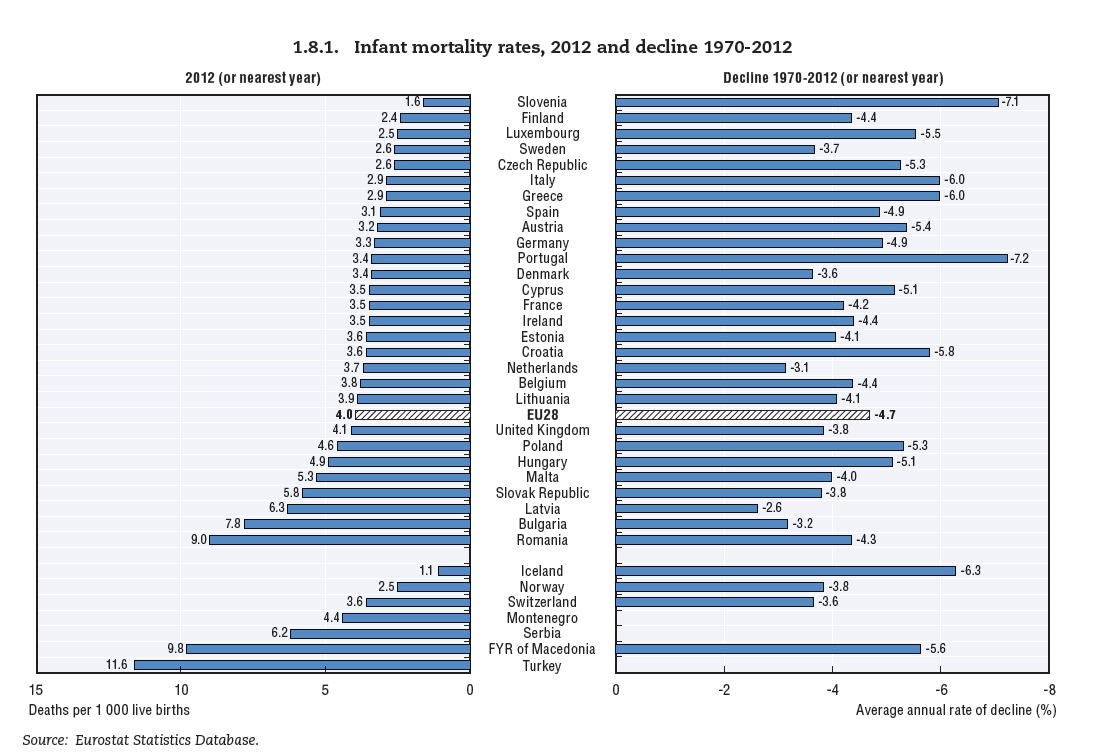 1.8.1. Infant mortality rates, 2012 and decline 1970-2012
2012 (or nearest year) Decline 1970-2012 (or nearest year)
1.6 Slovenia -7.1
2.4 Finland -4.4
2.5 Luxembourg -5.5
2.6 Sweden -3.7
2.6 Czech Republic -5.3
2.9 Italy -6.0
2.9 Greece -6.0
3.1 Spain -4.9
3.2 Austria -5.4
3.3 Germany -4.9
3.4 Portugal -7.2
3.4 Denmark -3.6
3.5 Cyprus -5.1
3.5 France -4.2
3.5 Ireland -4.4
3.6 Estonia -4.1
3.6 Croatia -5.8
3.7 Netherlands -3.1
3.8 Belgium -4.4
3.9 Lithuania -4.1
4.0 EU28 -4.7
4.1 United Kingdom -3.8
4.6 Poland -5.3
4.9 Hungary -5.1
5.3 Malta -4.0
5.8 Slovak Republic -3.8
6.3 Latvia -2.6
7.8 Bulgaria -3.2
9.0 Romania -4.3
1.1 Iceland -6.3
2.5 Norway -3.8
3.6 Switzerland -3.6
4.4 Montenegro
6.2 Serbia
9.8 FYR of Macedonia -5.6
11.6 Turkey
15 10 5 0 0 -2 -4 -6 -8
Deaths per 1 000 live births Average annual rate of decline (%)
Source: Eurostat Statistics Database.